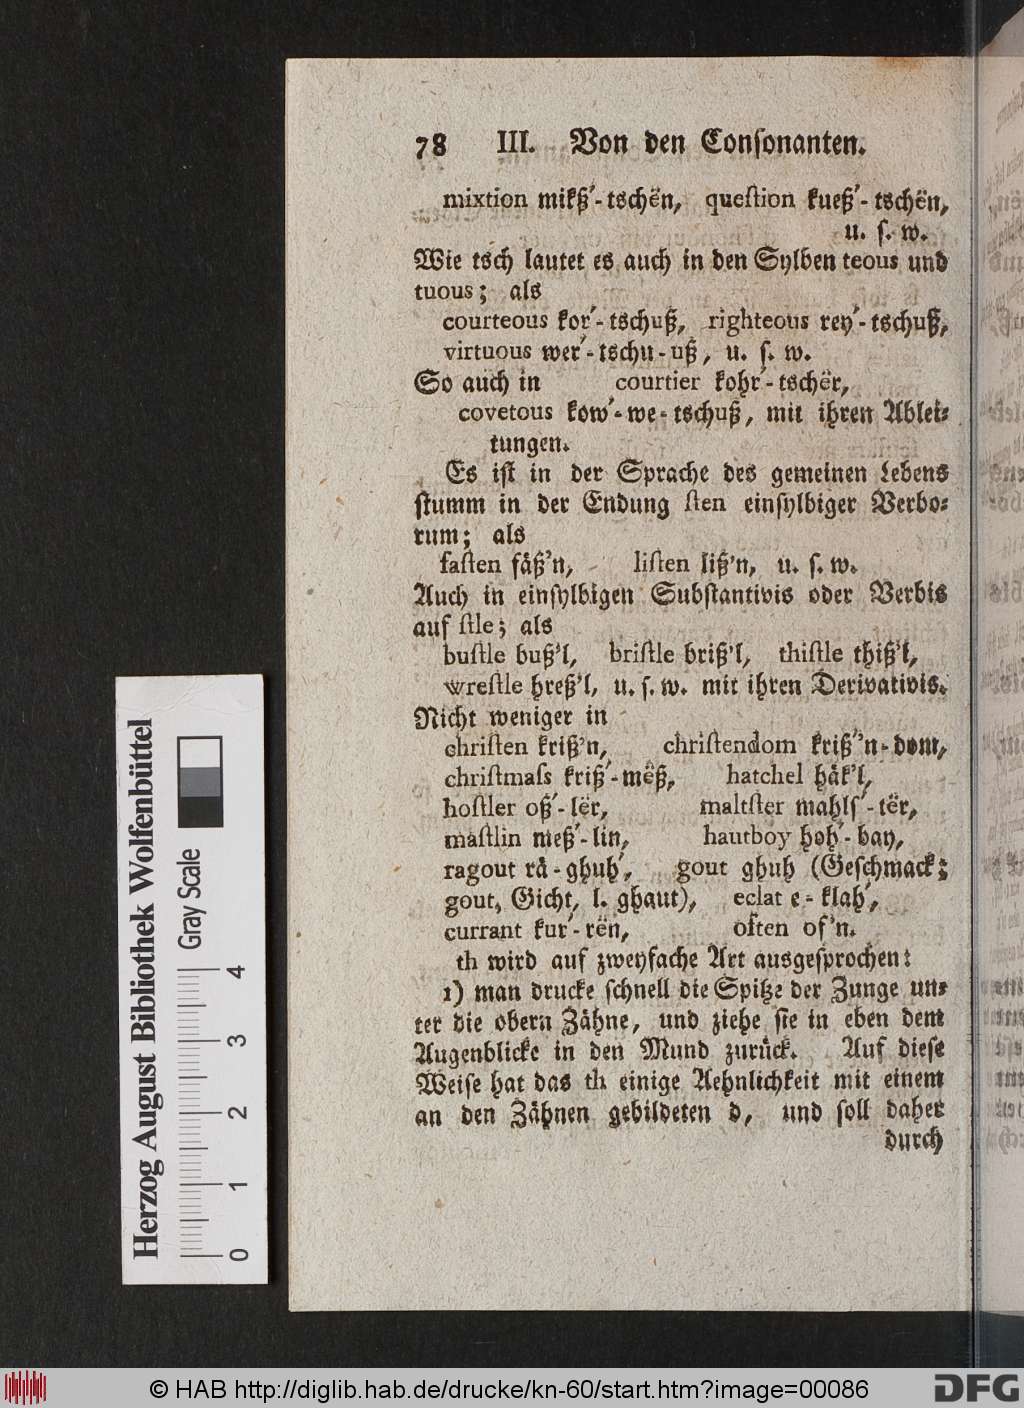 78 III. Von den Conſonanten.
mixtion mikß´-tschën, queſtion kueß´-tschën,
u. ſ. w.
Wie tsch lautet es auch in den Sylben teous und
tuous; als
courteous kor´-tschuß, righteous rey´-tschuß,
virtuous wer´-tschu-uß, u. ſ. w.
So auch in courtier kohr´-tschër,
covetous kow´-we-tschuß, mit ihren Ablei⸗
tungen.
Es iſt in der Sprache des gemeinen Lebens
ſtumm in der Endung ſten einſylbiger Verbo⸗
rum; als
faſten fäß'n, liſten liß'n, u. ſ. w.
Auch in einſylbigen Subſtantivis oder Verbis
auf ſtle; als
buſtle buß'l, briſtle briß'l, thiſtle thiß'l,
wreſtle hreß'l, u. ſ. w. mit ihren Derivativis.
Nicht weniger in
chriſten kriß'n, chriſtendom kriß´'n-dom,
chriſtmaſs kriß´-mëß, hatchel häk'l,
hoſtler oß´-lër, maltſter mahlſ´-tër,
maſtlin meß´-lin, hautboy hoh´-bay,
ragout rä-ghuh´, gout ghuh (Geſchmack;
gout, Gicht, l. ghaut), eclat e-klah´,
currant kur´-rën, often of'n.
th wird auf zweyfache Art ausgeſprochen:
1) man drucke ſchnell die Spitze der Zunge un⸗
ter die obern Zähne, und ziehe ſie in eben dem
Augenblicke in den Mund zurück. Auf dieſe
Weiſe hat das th einige Aehnlichkeit mit einem
an den Zähnen gebildeten d, und ſoll daher
durch
Herzog August Bibliothek Wolfenbüttel
Gray Scale
0 1 2 3 4
© HAB http://diglib.hab.de/drucke/kn-60/start.htm?image=00086
DFG